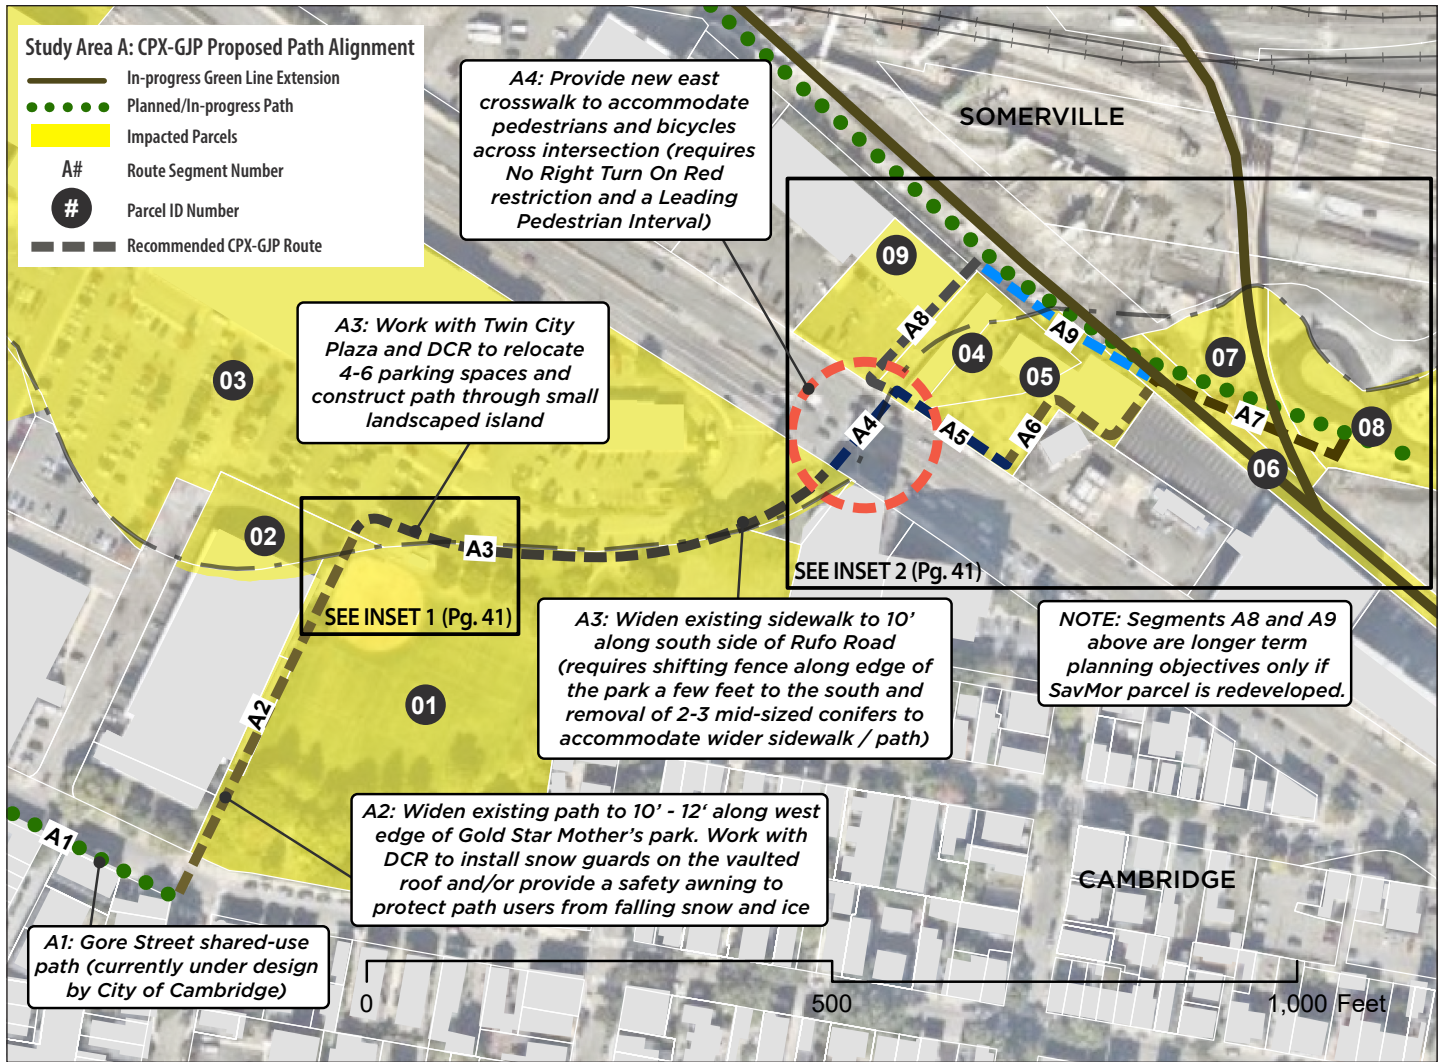 Study Area A: CPX-GJP Proposed Path Alignment
In-progress Green Line Extension
Planned/In-progress Path
Impacted Parcels
A# Route Segment Number
# Parcel ID Number
Recommended CPX-GJP Route
A4: Provide new east
crosswalk to accommodate
pedestrians and bicycles
across intersection (requires
No Right Turn On Red
restriction and a Leading
Pedestrian Interval)
SOMERVILLE
A3: Work with Twin City
Plaza and DCR to relocate
4-6 parking spaces and
construct path through small
landscaped island
09
A8
A9
04
05
07
03
A4
A5
A6
A7
08
06
02
A3
SEE INSET 1 (Pg. 41)
SEE INSET 2 (Pg. 41)
A3: Widen existing sidewalk to 10’
along south side of Rufo Road
(requires shifting fence along edge of
the park a few feet to the south and
removal of 2-3 mid-sized conifers to
accommodate wider sidewalk / path)
NOTE: Segments A8 and A9
above are longer term
planning objectives only if
SavMor parcel is redeveloped.
01
A2
A2: Widen existing path to 10’ - 12‘ along west
edge of Gold Star Mother’s park. Work with
DCR to install snow guards on the vaulted
roof and/or provide a safety awning to
protect path users from falling snow and ice
A1
CAMBRIDGE
A1: Gore Street shared-use
path (currently under design
by City of Cambridge)
0 500 1,000 Feet